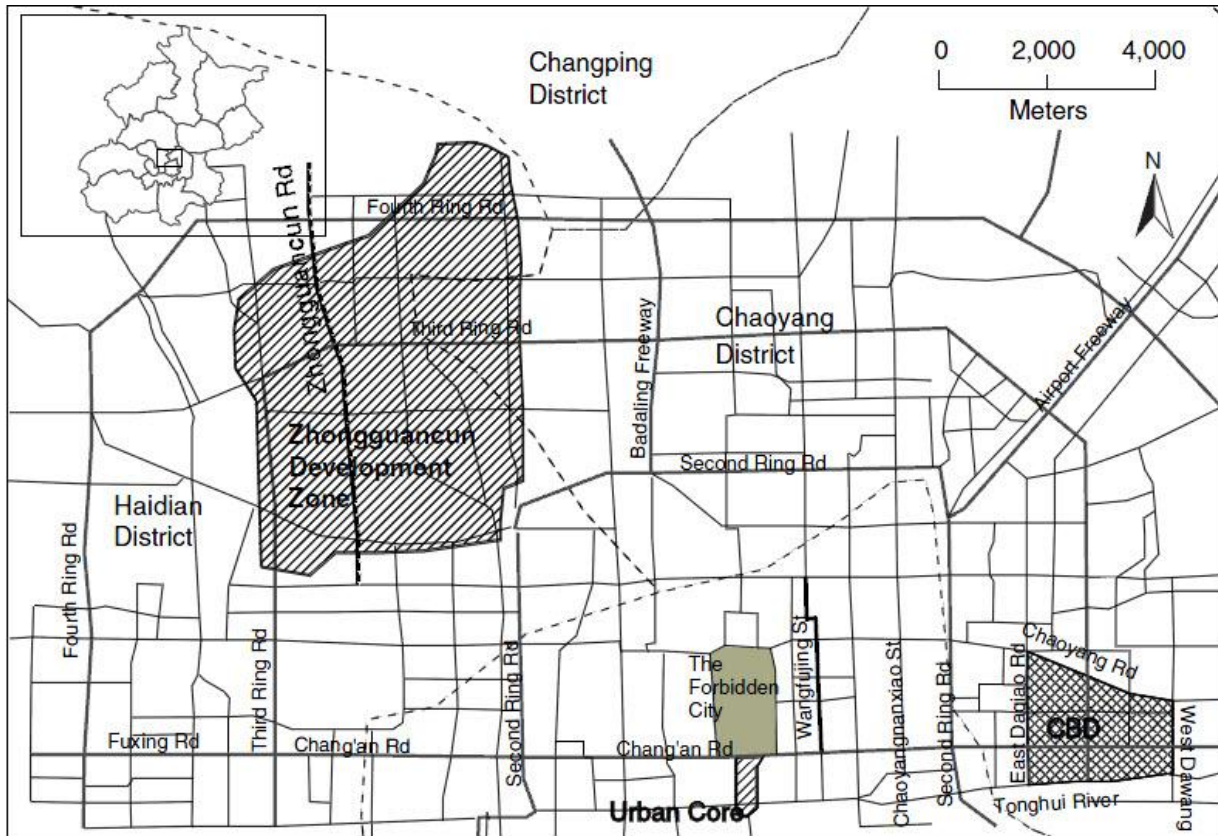 Changping
District
0 2,000 4,000
Meters
N
Zhongguancun Rd
Fourth Ring Rd
Third Ring Rd
Badaling Freeway
Chaoyang
District
Airport Freeway
Zhongguancun
Development
Zone
Second Ring Rd
Haidian
District
Fourth Ring Rd
Third Ring Rd
Second Ring Rd
The
Forbidden
City
Wangfujing St
Chaoyangnanxiao St
Second Ring Rd
East Daqiao Rd
Chaoyang Rd
CBD
West Dawang
Fuxing Rd
Chang'an Rd
Chang'an Rd
Urban Core
Tonghui River